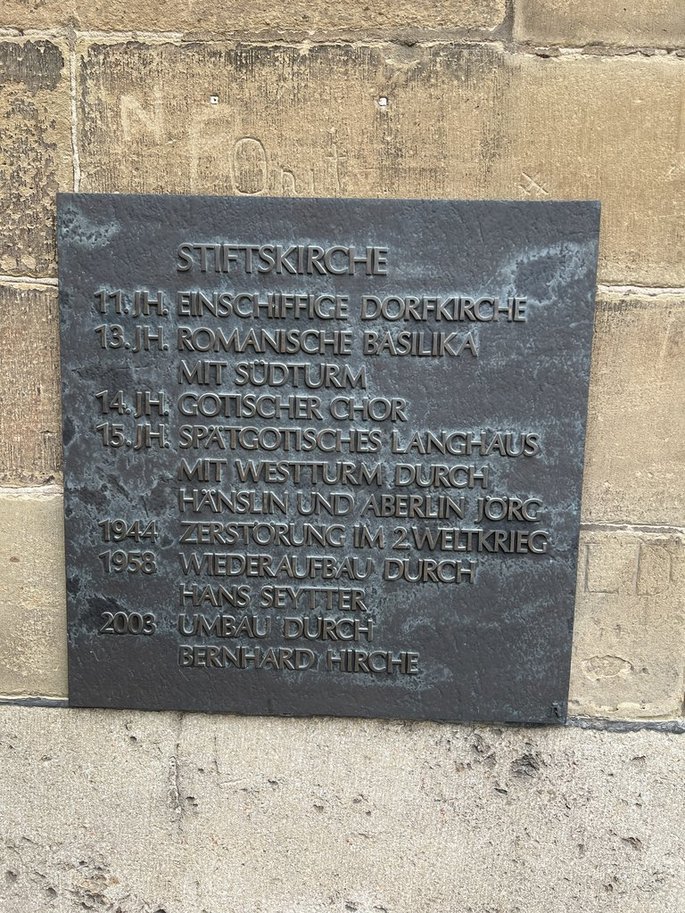 N F
Onit
STIFTSKIRCHE
11. JH. EINSCHIFFIGE DORFKIRCHE
13. JH. ROMANISCHE BASILIKA
MIT SÜDTURM
14. JH. GOTISCHER CHOR
15. JH. SPÄTGOTISCHES LANGHAUS
MIT WESTTURM DURCH
HÄNSLIN UND ABERLIN JÖRG
1944 ZERSTÖRUNG IM 2.WELTKRIEG
1958 WIEDERAUFBAU DURCH
HANS SEYTTER
2003 UMBAU DURCH
BERNHARD HIRCHE